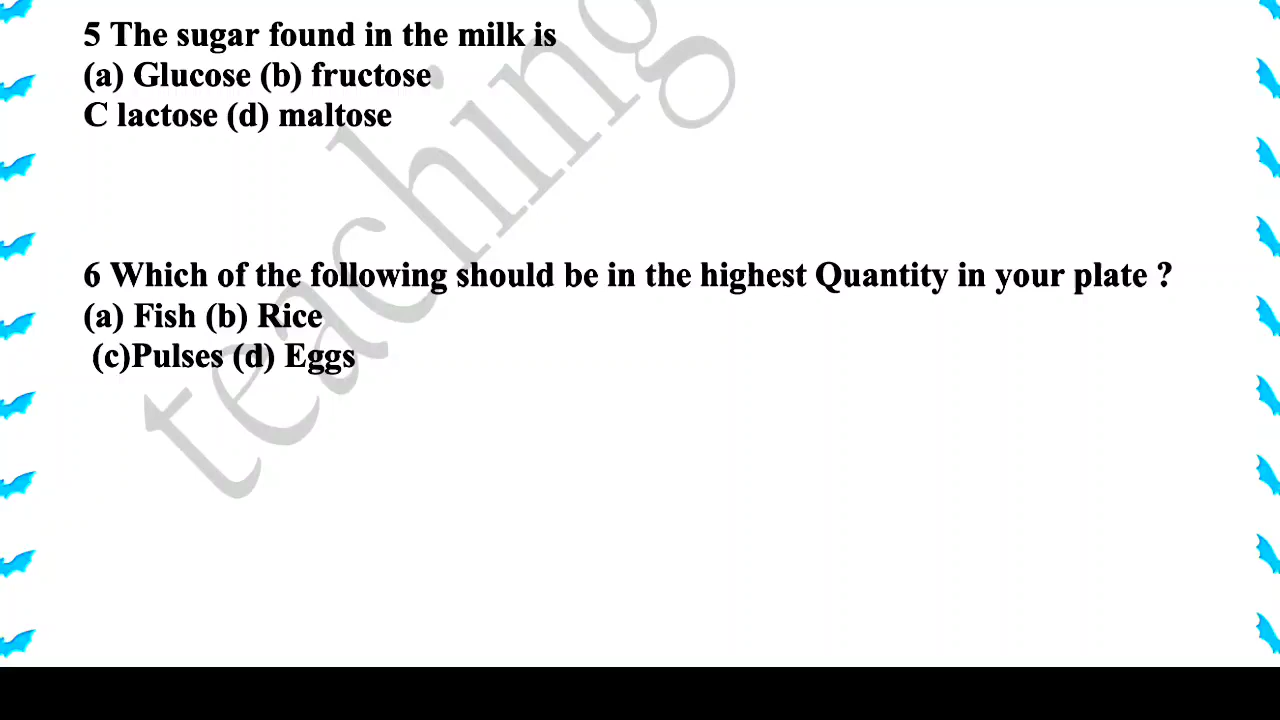 5 The sugar found in the milk is
(a) Glucose (b) fructose
C lactose (d) maltose
6 Which of the following should be in the highest Quantity in your plate ?
(a) Fish (b) Rice
(c)Pulses (d) Eggs
teaching